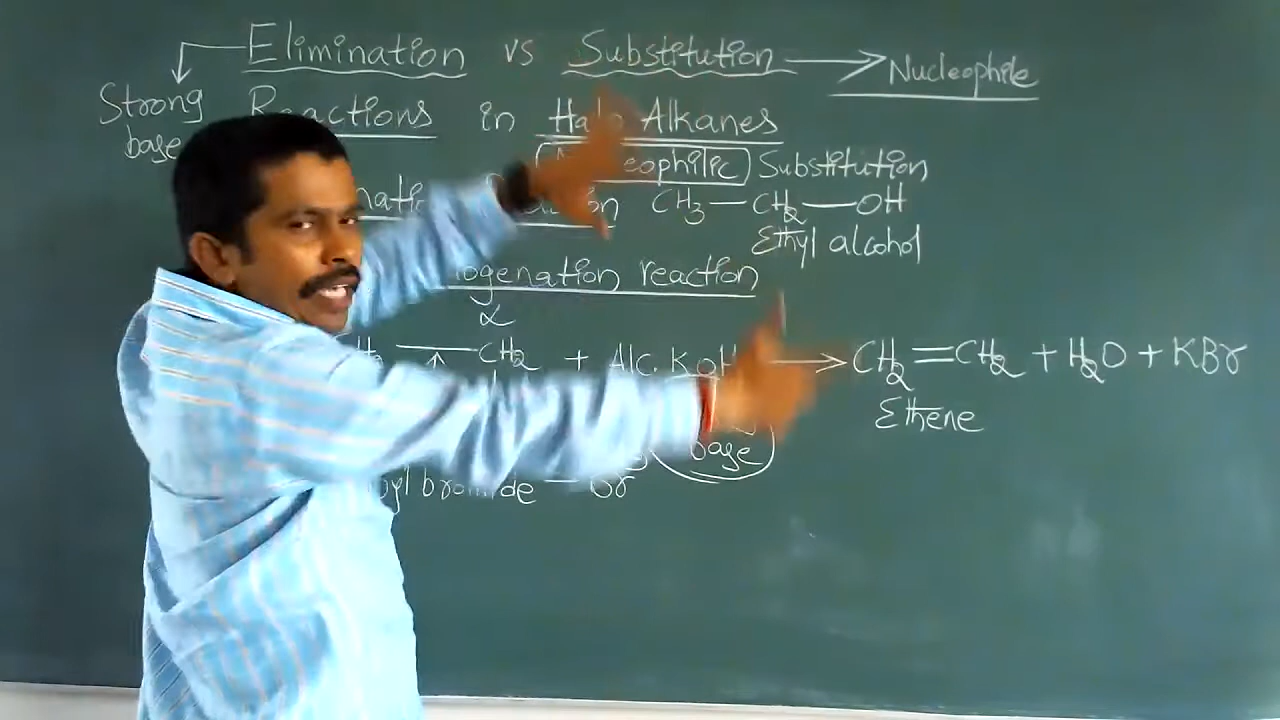 Elimination vs Substitution → Nucleophile
Strong base
Reactions in Halo Alkanes
Substitution
CH3—CH2—OH
Ethyl alcohol
reaction
α
CH2 + Alc. KOH → CH2=CH2 + H2O + KBr
Ethene
base
Br